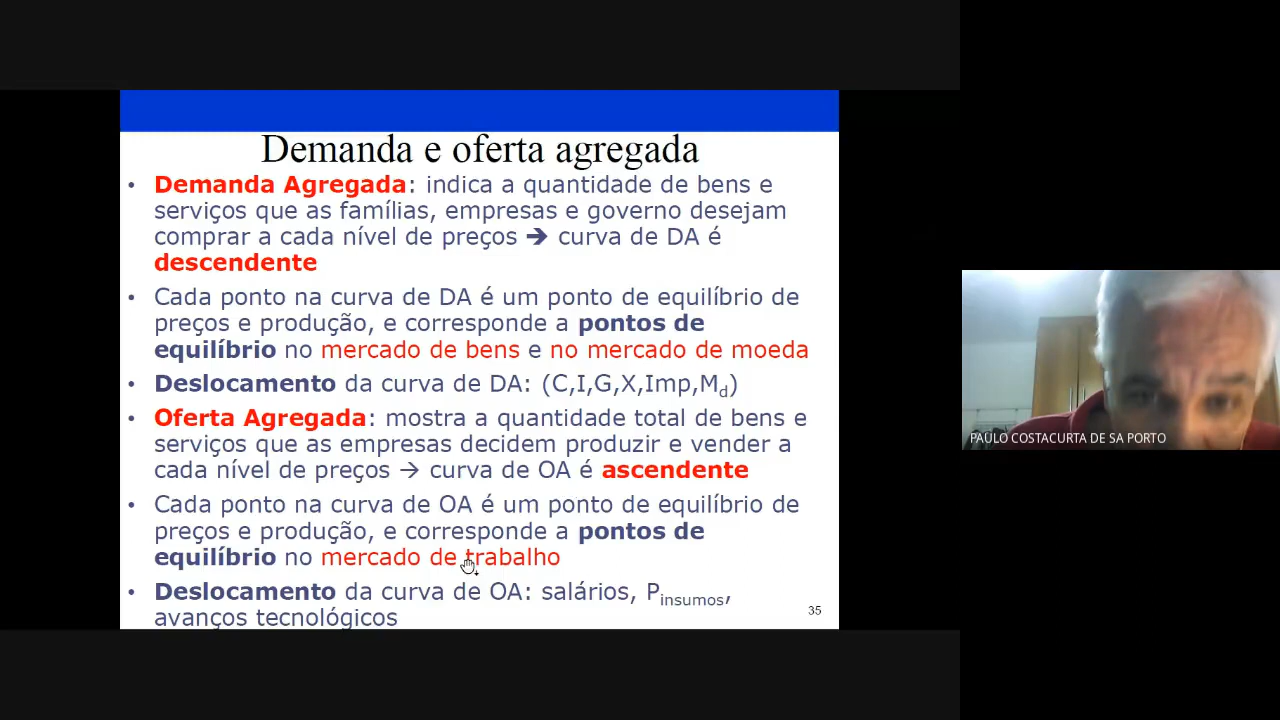 Demanda e oferta agregada
• Demanda Agregada: indica a quantidade de bens e
serviços que as famílias, empresas e governo desejam
comprar a cada nível de preços ➔ curva de DA é
descendente
• Cada ponto na curva de DA é um ponto de equilíbrio de
preços e produção, e corresponde a pontos de
equilíbrio no mercado de bens e no mercado de moeda
• Deslocamento da curva de DA: (C,I,G,X,Imp,Md)
• Oferta Agregada: mostra a quantidade total de bens e
serviços que as empresas decidem produzir e vender a
cada nível de preços → curva de OA é ascendente
• Cada ponto na curva de OA é um ponto de equilíbrio de
preços e produção, e corresponde a pontos de
equilíbrio no mercado de trabalho
• Deslocamento da curva de OA: salários, Pinsumos,
avanços tecnológicos
35
PAULO COSTACURTA DE SA PORTO